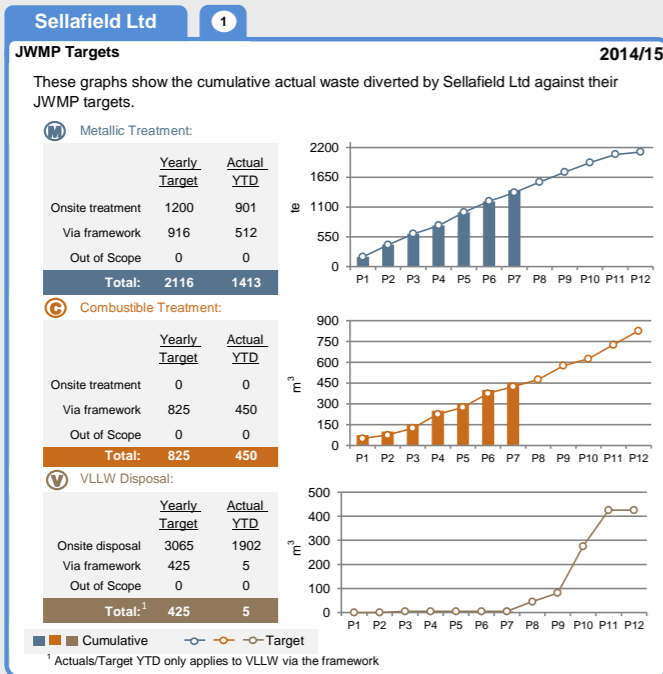 Sellafield Ltd
1
JWMP Targets
2014/15
These graphs show the cumulative actual waste diverted by Sellafield Ltd against their
JWMP targets.
M Metallic Treatment:
Yearly Target Actual YTD
Onsite treatment 1200 901
Via framework 916 512
Out of Scope 0 0
Total: 2116 1413
te
2200
1650
1100
550
0
P1 P2 P3 P4 P5 P6 P7 P8 P9 P10 P11 P12
C Combustible Treatment:
Yearly Target Actual YTD
Onsite treatment 0 0
Via framework 825 450
Out of Scope 0 0
Total: 825 450
m³
900
750
600
450
300
150
0
P1 P2 P3 P4 P5 P6 P7 P8 P9 P10 P11 P12
V VLLW Disposal:
Yearly Target Actual YTD
Onsite disposal 3065 1902
Via framework 425 5
Out of Scope 0 0
Total:¹ 425 5
m³
500
400
300
200
100
0
P1 P2 P3 P4 P5 P6 P7 P8 P9 P10 P11 P12
Cumulative Target
¹ Actuals/Target YTD only applies to VLLW via the framework